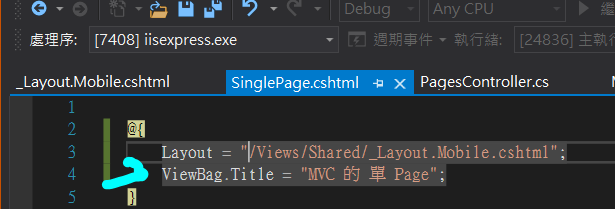 Debug Any CPU
處理序: [7408] iisexpress.exe 週期事件 執行緒: [24836] 主執
_Layout.Mobile.cshtml SinglePage.cshtml PagesController.cs
1
2 @{
3 Layout = "/Views/Shared/_Layout.Mobile.cshtml";
4 ViewBag.Title = "MVC 的 單 Page";
5 }